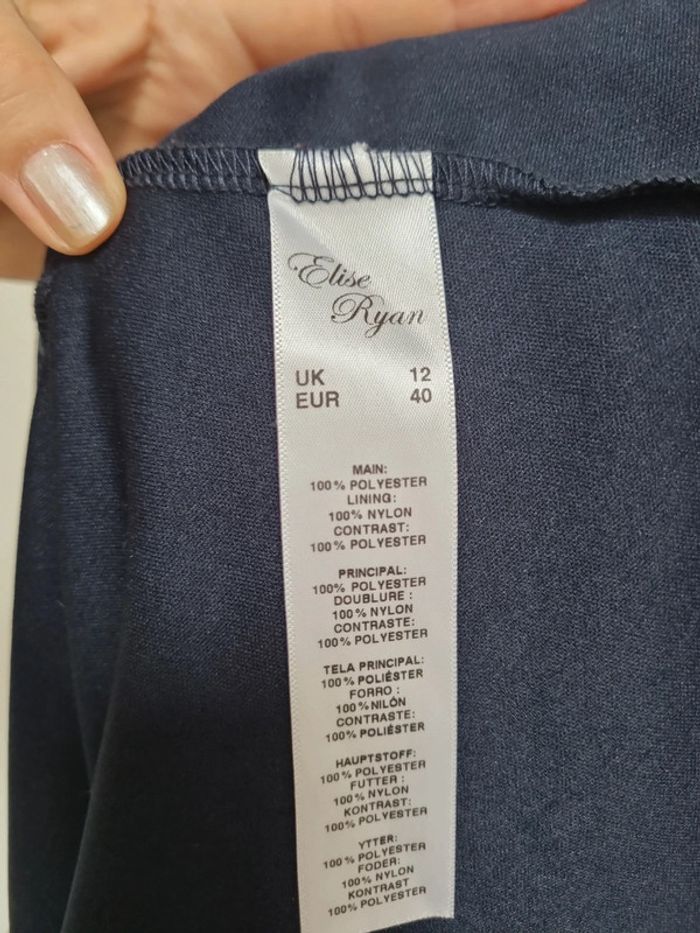 Elise
Ryan
UK 12
EUR 40
MAIN:
100% POLYESTER
LINING:
100% NYLON
CONTRAST:
100% POLYESTER
PRINCIPAL:
100% POLYESTER
DOUBLURE :
100% NYLON
CONTRASTE:
100% POLYESTER
TELA PRINCIPAL:
100% POLIÉSTER
FORRO :
100% NILÓN
CONTRASTE:
100% POLIÉSTER
HAUPTSTOFF:
100% POLYESTER
FUTTER :
100% NYLON
KONTRAST:
100% POLYESTER
YTTER:
100% POLYESTER
FODER:
100% NYLON
KONTRAST
100% POLYESTER